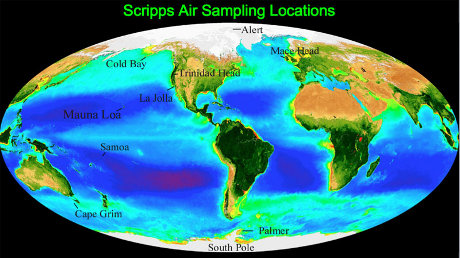 Scripps Air Sampling Locations
Alert
Mace Head
Cold Bay
Trinidad Head
La Jolla
Mauna Loa
Samoa
Cape Grim
Palmer
South Pole